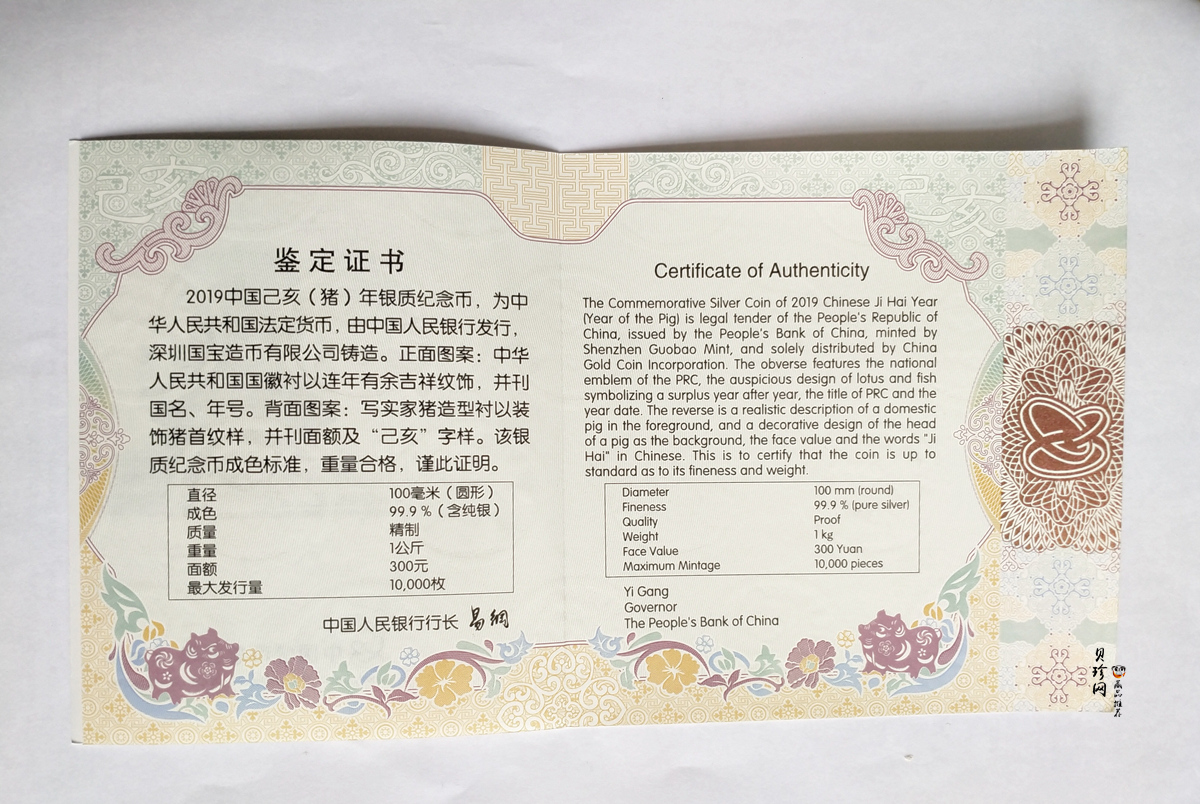 己亥
己亥
鉴定证书
2019中国己亥（猪）年银质纪念币，为中
华人民共和国法定货币，由中国人民银行发行，
深圳国宝造币有限公司铸造。正面图案：中华
人民共和国国徽衬以连年有余吉祥纹饰，并刊
国名、年号。背面图案：写实家猪造型衬以装
饰猪首纹样，并刊面额及“己亥”字样。该银
质纪念币成色标准，重量合格，谨此证明。
直径 100毫米（圆形）
成色 99.9％（含纯银）
质量 精制
重量 1公斤
面额 300元
最大发行量 10,000枚
中国人民银行行长 易纲
Certificate of Authenticity
The Commemorative Silver Coin of 2019 Chinese Ji Hai Year
(Year of the Pig) is legal tender of the People's Republic of
China, issued by the People's Bank of China, minted by
Shenzhen Guobao Mint, and solely distributed by China
Gold Coin Incorporation. The obverse features the national
emblem of the PRC, the auspicious design of lotus and fish
symbolizing a surplus year after year, the title of PRC and the
year date. The reverse is a realistic description of a domestic
pig in the foreground, and a decorative design of the head
of a pig as the background, the face value and the words "Ji
Hai" in Chinese. This is to certify that the coin is up to
standard as to its fineness and weight.
Diameter 100 mm (round)
Fineness 99.9 % (pure silver)
Quality Proof
Weight 1 kg
Face Value 300 Yuan
Maximum Mintage 10,000 pieces
Yi Gang
Governor
The People's Bank of China
贝珍网
藏品推荐